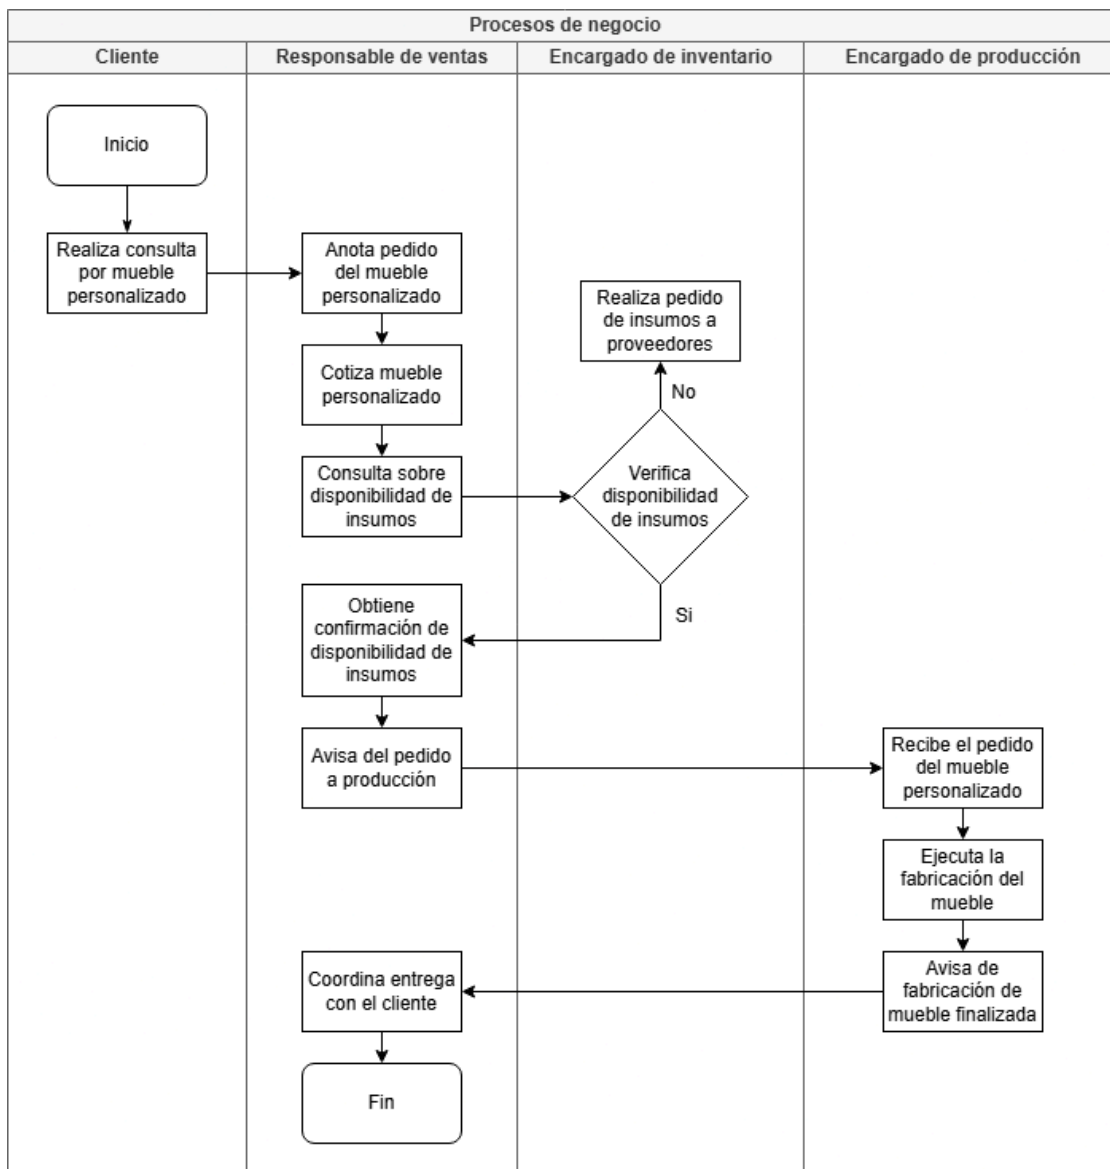 Procesos de negocio
Cliente
Responsable de ventas
Encargado de inventario
Encargado de producción
Inicio
Realiza consulta
por mueble
personalizado
Anota pedido
del mueble
personalizado
Cotiza mueble
personalizado
Consulta sobre
disponibilidad de
insumos
Realiza pedido
de insumos a
proveedores
No
Verifica
disponibilidad
de insumos
Si
Obtiene
confirmación de
disponibilidad de
insumos
Avisa del pedido
a producción
Recibe el pedido
del mueble
personalizado
Ejecuta la
fabricación del
mueble
Avisa de
fabricación de
mueble finalizada
Coordina entrega
con el cliente
Fin